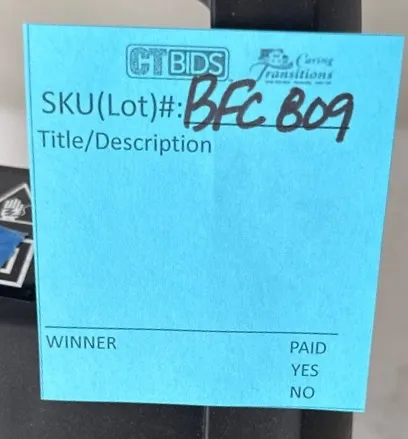 CTBIDS Caring Transitions
SKU(Lot)#: BFC B09
Title/Description
WINNER PAID
YES
NO